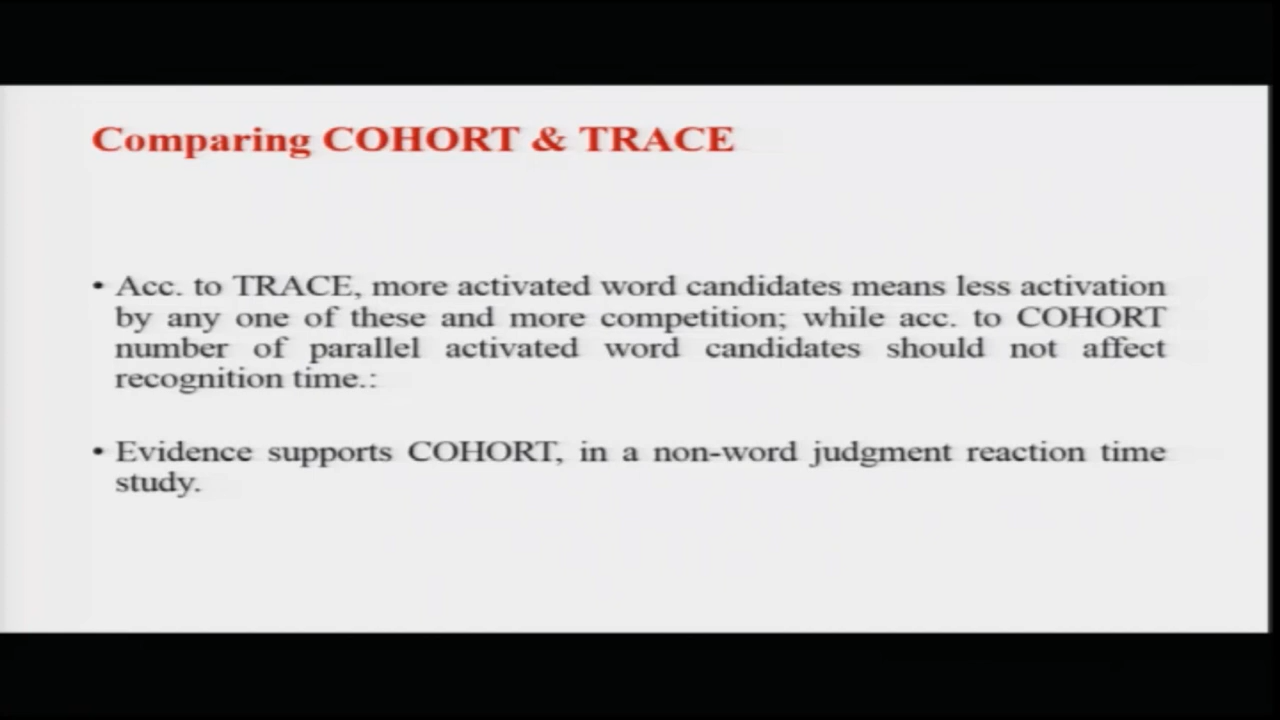 Comparing COHORT & TRACE
• Acc. to TRACE, more activated word candidates means less activation
by any one of these and more competition; while acc. to COHORT
number of parallel activated word candidates should not affect
recognition time.:
• Evidence supports COHORT, in a non-word judgment reaction time
study.